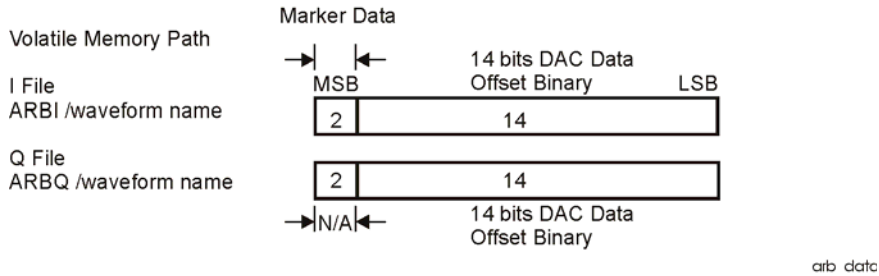 Marker Data
Volatile Memory Path
14 bits DAC Data
I File
MSB
Offset Binary
LSB
ARBI /waveform name
2
14
Q File
ARBQ /waveform name
2
14
N/A
14 bits DAC Data
Offset Binary
arb data